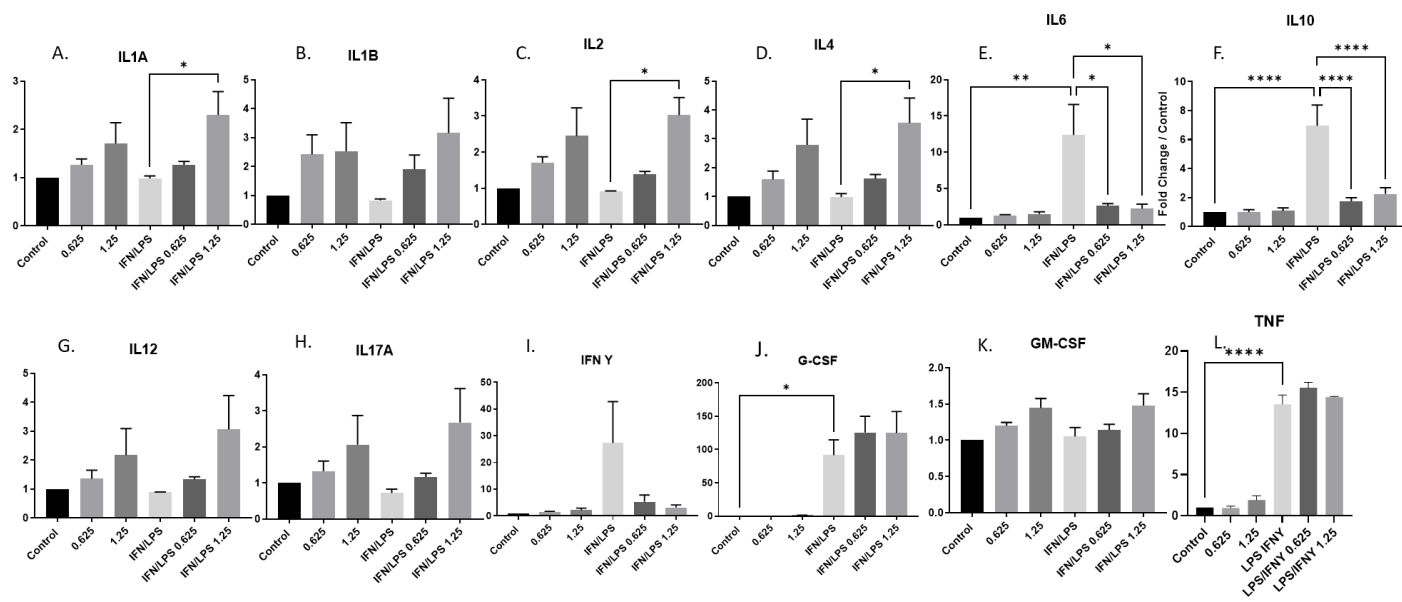 A.
IL1A
*
3
2
1
0
Control
0.625
1.25
IFN/LPS
IFN/LPS 0.625
IFN/LPS 1.25
B.
IL1B
5
4
3
2
1
0
Control
0.625
1.25
IFN/LPS
IFN/LPS 0.625
IFN/LPS 1.25
C.
IL2
*
4
3
2
1
0
Control
0.625
1.25
IFN/LPS
IFN/LPS 0.625
IFN/LPS 1.25
D.
IL4
*
5
4
3
2
1
0
Control
0.625
1.25
IFN/LPS
IFN/LPS 0.625
IFN/LPS 1.25
IL6
E.
*
**
*
20
15
10
5
0
Control
0.625
1.25
IFN/LPS
IFN/LPS 0.625
IFN/LPS 1.25
IL10
F.
****
****
****
Fold Change / Control
10
8
6
4
2
0
Control
0.625
1.25
IFN/LPS
IFN/LPS 0.625
IFN/LPS 1.25
G.
IL12
5
4
3
2
1
0
Control
0.625
1.25
IFN/LPS
IFN/LPS 0.625
IFN/LPS 1.25
H.
IL17A
4
3
2
1
0
Control
0.625
1.25
IFN/LPS
IFN/LPS 0.625
IFN/LPS 1.25
I.
IFN Y
50
40
30
20
10
0
Control
0.625
1.25
IFN/LPS
IFN/LPS 0.625
IFN/LPS 1.25
J.
G-CSF
*
200
150
100
50
0
Control
0.625
1.25
IFN/LPS
IFN/LPS 0.625
IFN/LPS 1.25
K.
GM-CSF
2.0
1.5
1.0
0.5
0.0
Control
0.625
1.25
IFN/LPS
IFN/LPS 0.625
IFN/LPS 1.25
TNF
L.
****
20
15
10
5
0
Control
0.625
1.25
LPS IFNY
LPS/IFNY 0.625
LPS/IFNY 1.25